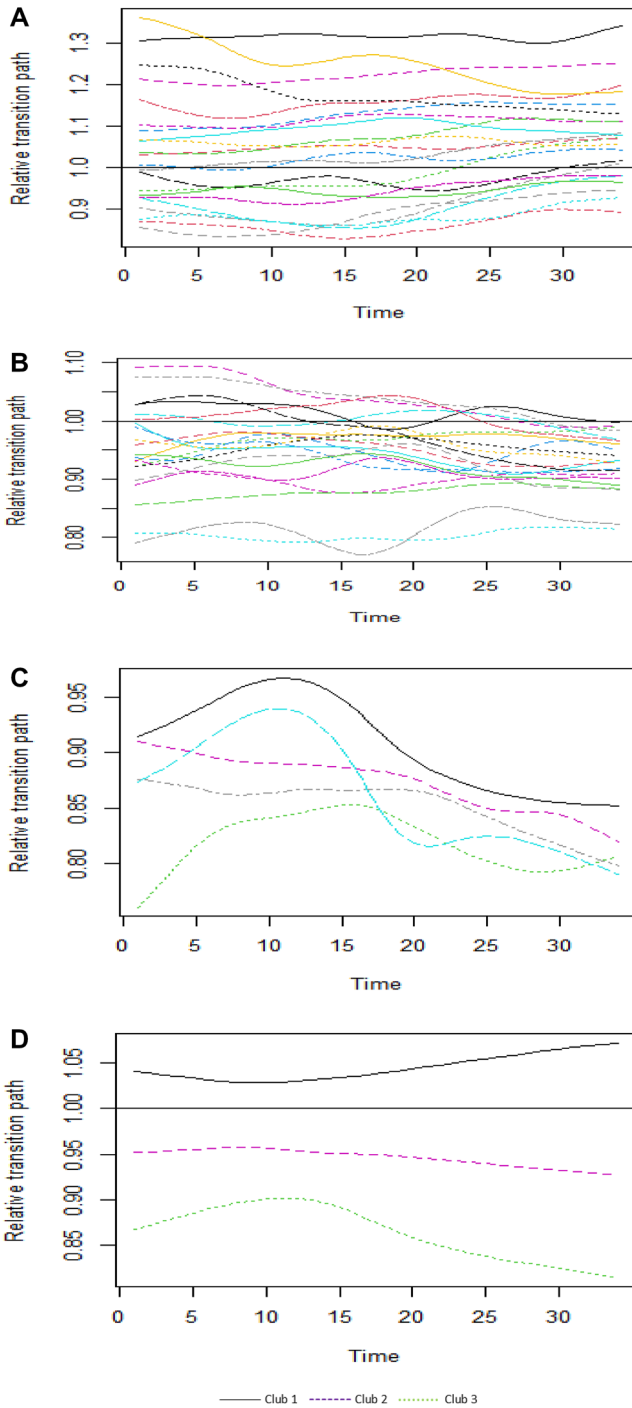 A
Relative transition path
1.3
1.2
1.1
1.0
0.9
0 5 10 15 20 25 30
Time
B
Relative transition path
1.10
1.00
0.90
0.80
0 5 10 15 20 25 30
Time
C
Relative transition path
0.95
0.90
0.85
0.80
0 5 10 15 20 25 30
Time
D
Relative transition path
1.05
1.00
0.95
0.90
0.85
0 5 10 15 20 25 30
Time
Club 1 Club 2 Club 3